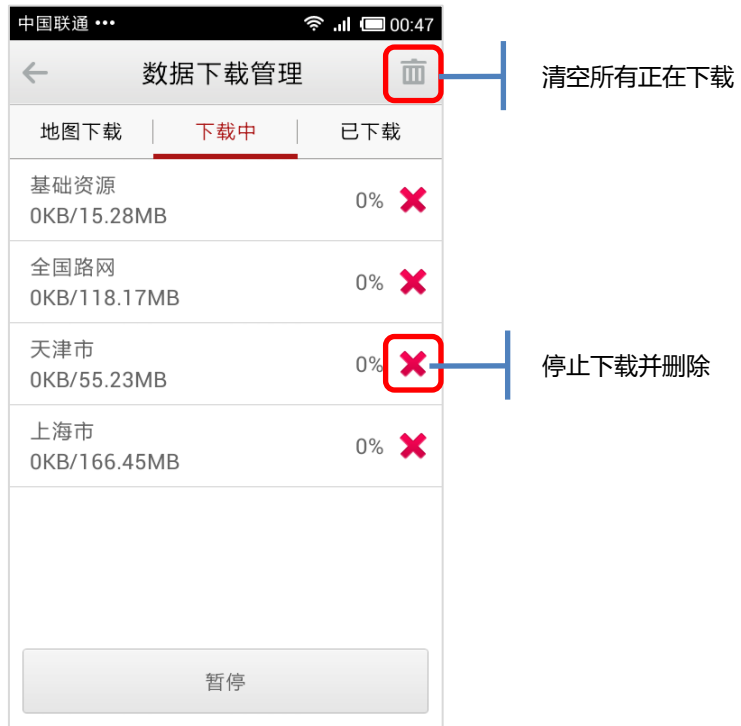 中国联通 ••• 00:47
数据下载管理
清空所有正在下载
地图下载 下载中 已下载
基础资源
0KB/15.28MB 0%
全国路网
0KB/118.17MB 0%
天津市
0KB/55.23MB 0%
停止下载并删除
上海市
0KB/166.45MB 0%
暂停